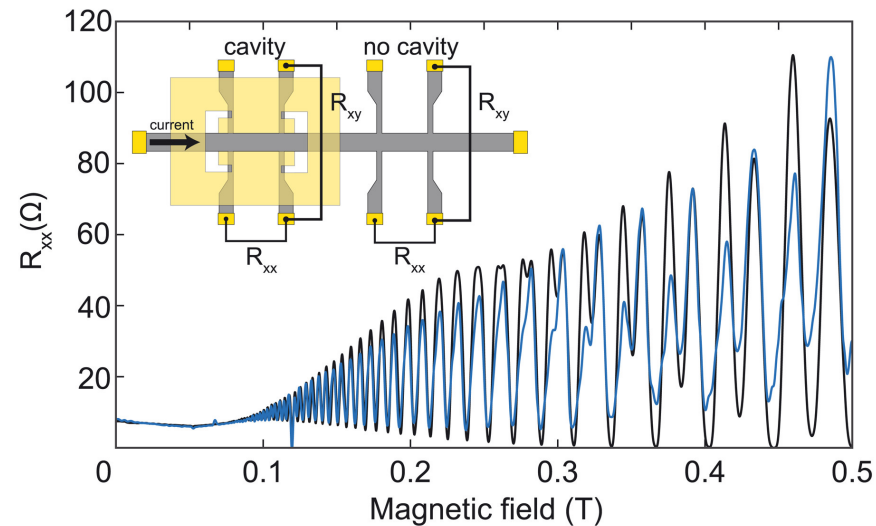 120
100
80
60
40
20
R_xx(Ω)
cavity
no cavity
current
R_xy
R_xy
R_xx
R_xx
0
0.1
0.2
0.3
0.4
0.5
Magnetic field (T)